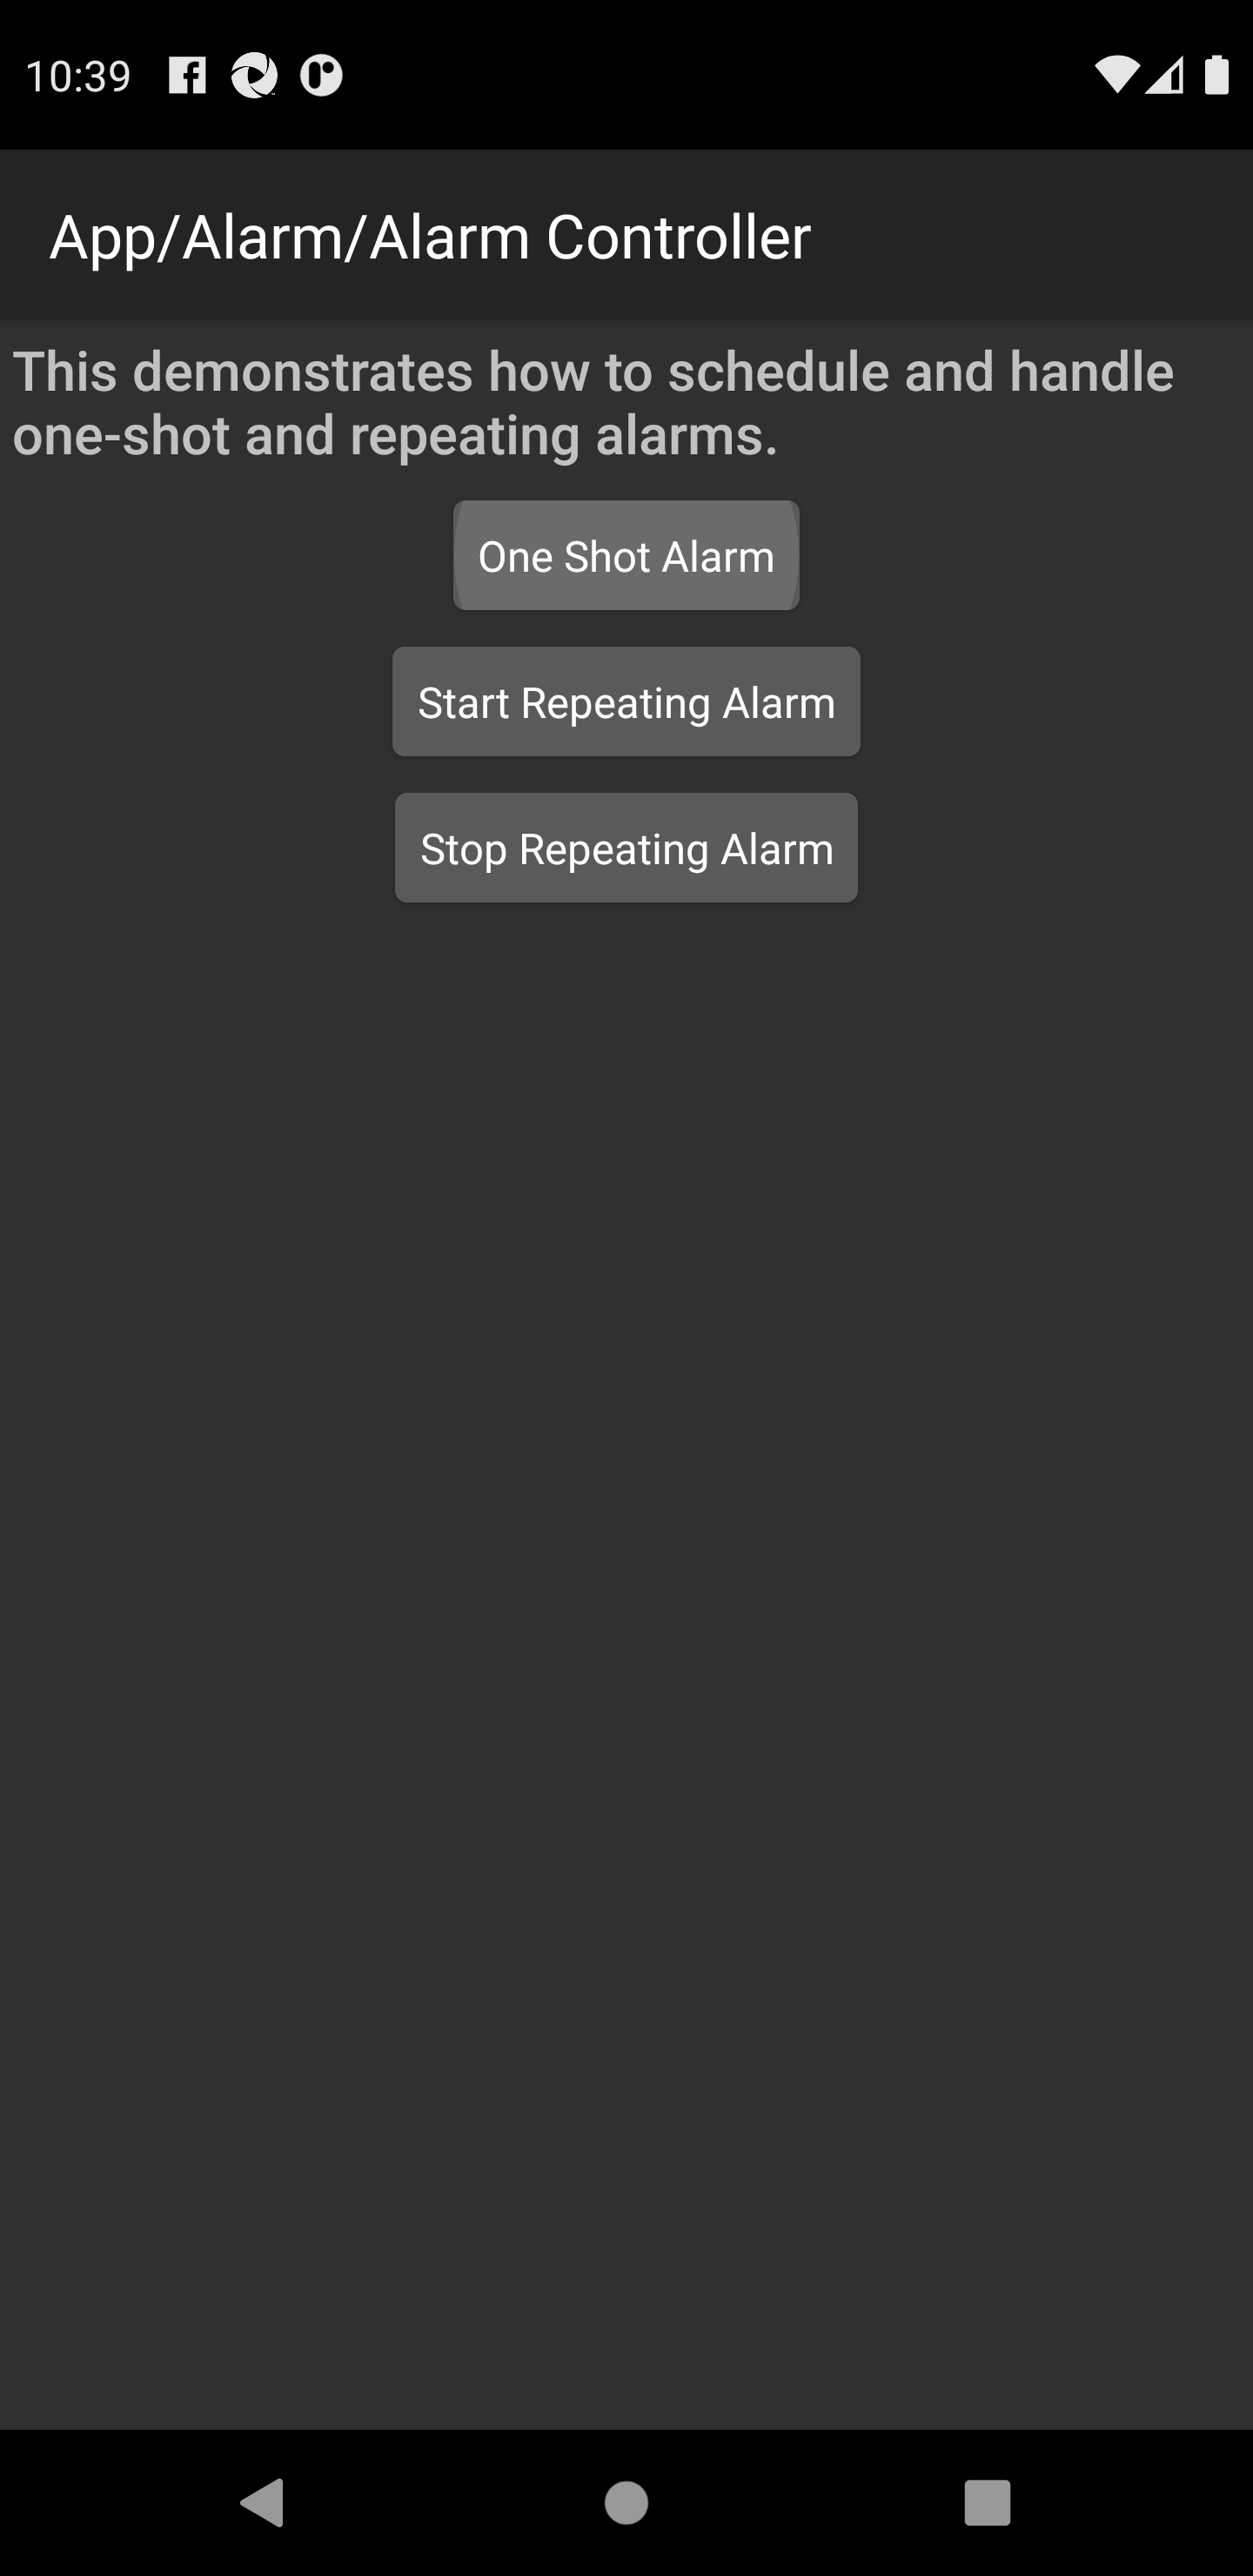 10:39
App/Alarm/Alarm Controller
This demonstrates how to schedule and handle
one-shot and repeating alarms.
One Shot Alarm
Start Repeating Alarm
Stop Repeating Alarm